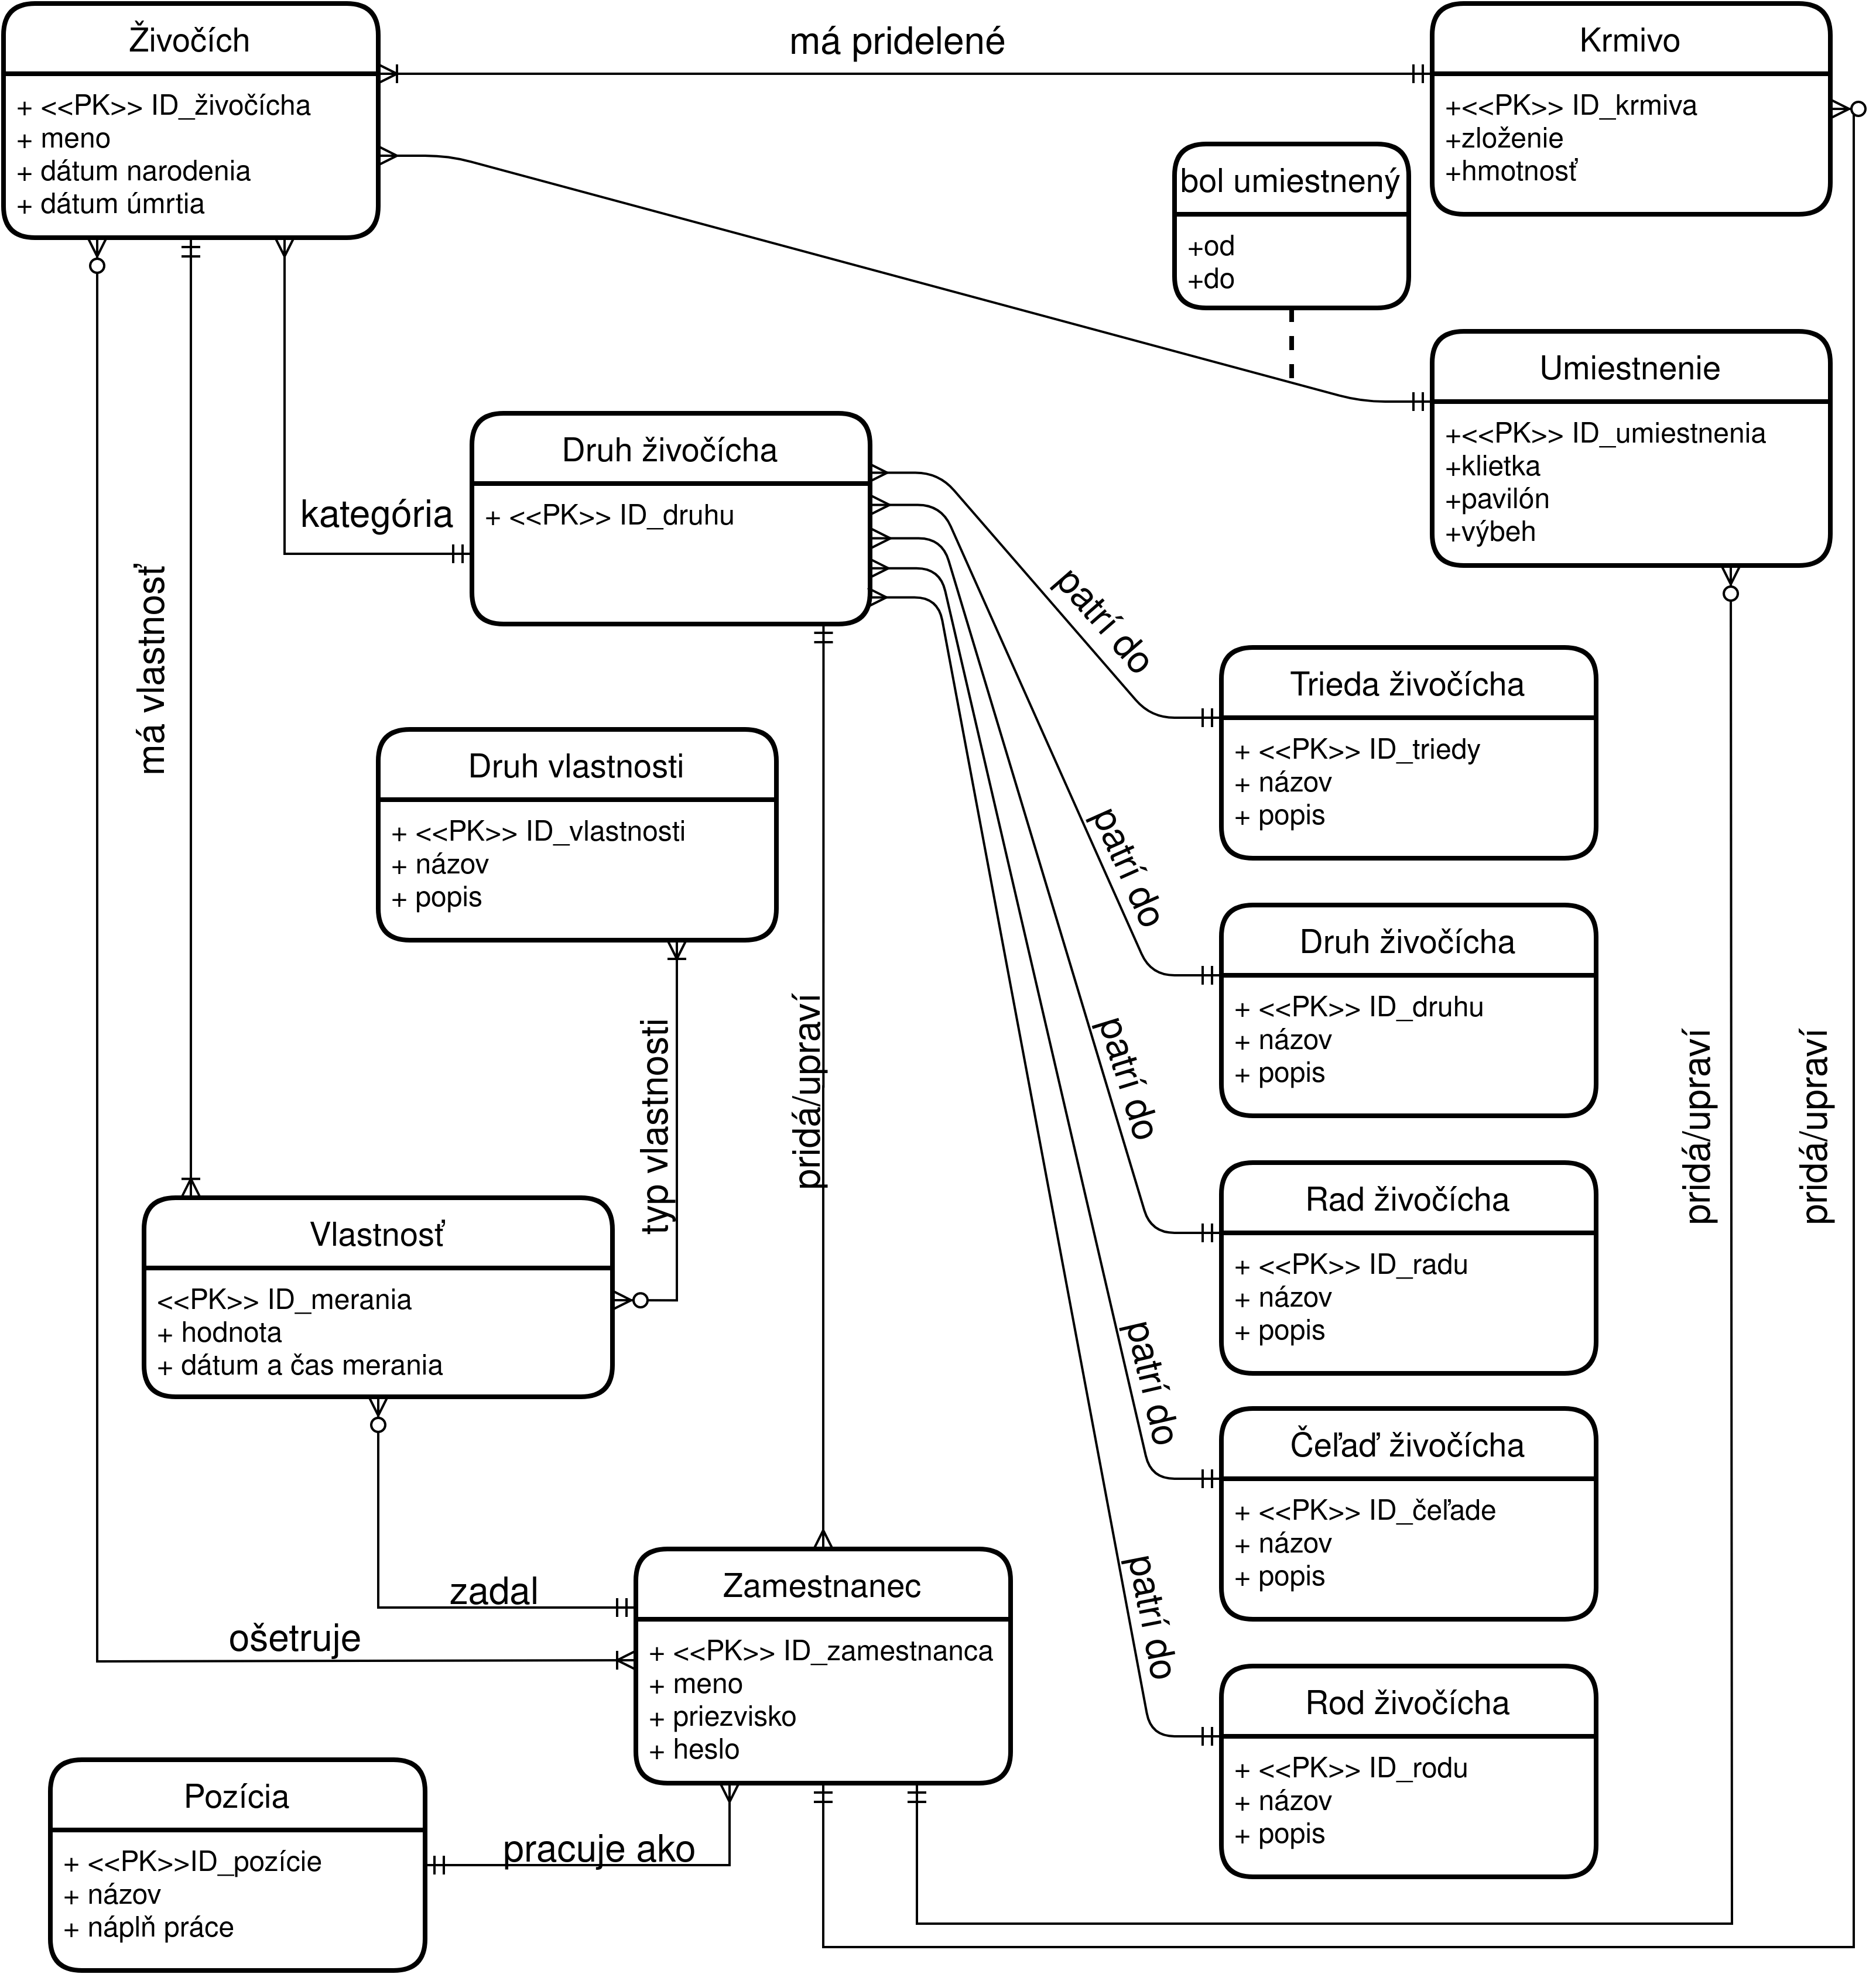 Živočích
+ <<PK>> ID_živočícha
+ meno
+ dátum narodenia
+ dátum úmrtia
má pridelené
Krmivo
+<<PK>> ID_krmiva
+zloženie
+hmotnosť
bol umiestnený
+od
+do
Umiestnenie
+<<PK>> ID_umiestnenia
+klietka
+pavilón
+výbeh
Druh živočícha
+ <<PK>> ID_druhu
kategória
má vlastnosť
Druh vlastnosti
+ <<PK>> ID_vlastnosti
+ názov
+ popis
typ vlastnosti
pridá/upraví
patrí do
Trieda živočícha
+ <<PK>> ID_triedy
+ názov
+ popis
patrí do
Druh živočícha
+ <<PK>> ID_druhu
+ názov
+ popis
patrí do
Rad živočícha
+ <<PK>> ID_radu
+ názov
+ popis
patrí do
Čeľaď živočícha
+ <<PK>> ID_čeľade
+ názov
+ popis
patrí do
Rod živočícha
+ <<PK>> ID_rodu
+ názov
+ popis
pridá/upraví
pridá/upraví
Vlastnosť
<<PK>> ID_merania
+ hodnota
+ dátum a čas merania
zadal
ošetruje
Zamestnanec
+ <<PK>> ID_zamestnanca
+ meno
+ priezvisko
+ heslo
pracuje ako
Pozícia
+ <<PK>>ID_pozície
+ názov
+ náplň práce